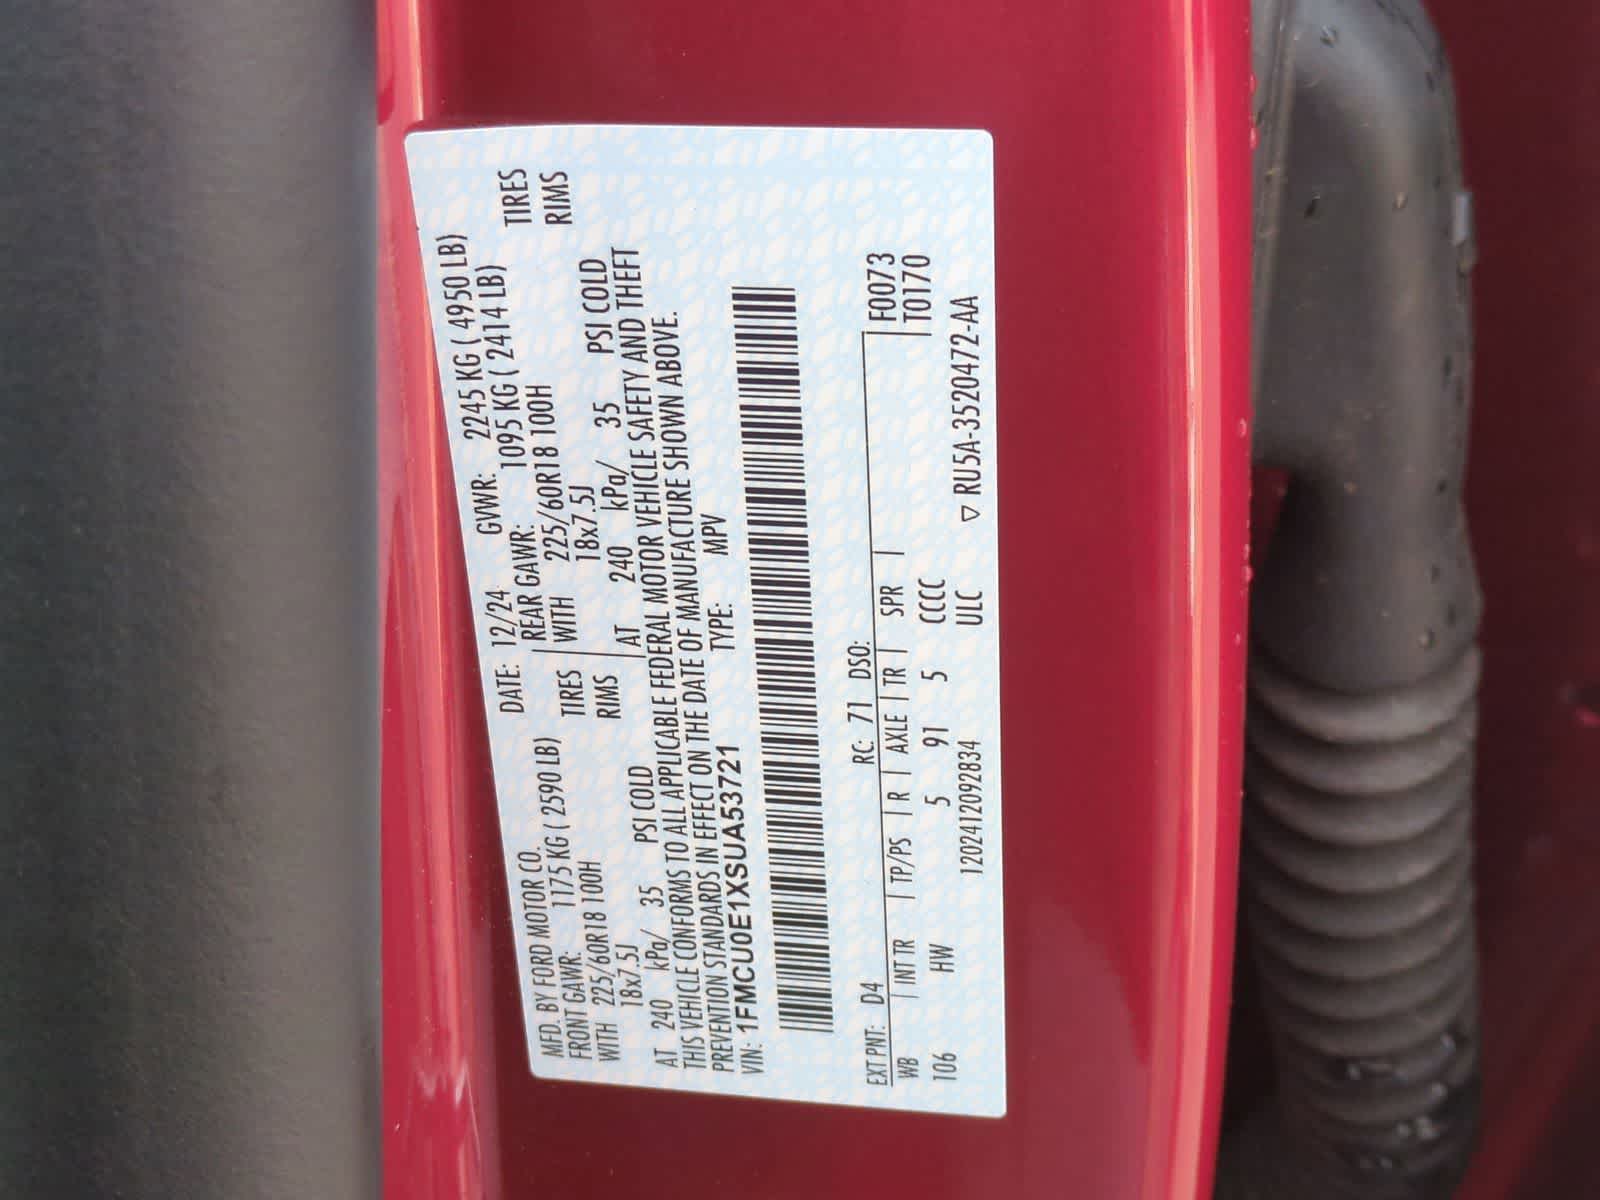 MFD. BY FORD MOTOR CO. DATE: 12/24 GVWR: 2245 KG ( 4950 LB)
FRONT GAWR: 1175 KG ( 2590 LB) REAR GAWR: 1095 KG ( 2414 LB)
WITH 225/60R18 100H TIRES WITH 225/60R18 100H TIRES
18x7.5J RIMS 18x7.5J RIMS
AT 240 kPa/ 35 PSI COLD AT 240 kPa/ 35 PSI COLD
THIS VEHICLE CONFORMS TO ALL APPLICABLE FEDERAL MOTOR VEHICLE SAFETY AND THEFT
PREVENTION STANDARDS IN EFFECT ON THE DATE OF MANUFACTURE SHOWN ABOVE.
VIN: 1FMCU0E1XSUA53721 TYPE: MPV
EXT PNT: D4 RC: 71 DSO: F0073
WB | INT TR | TP/PS | R | AXLE | TR | SPR | T0170
106 HW 5 91 5 CCCC
1202412092834 ULC ▽ RU5A-3520472-AA